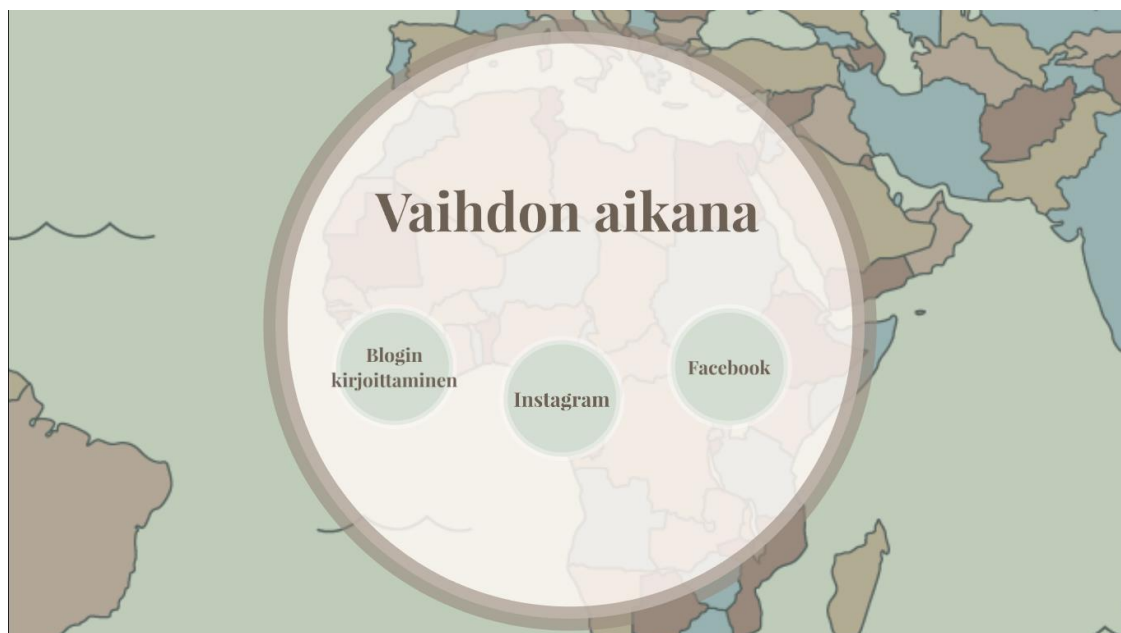 Vaihdon aikana
Blogin
kirjoittaminen
Instagram
Facebook